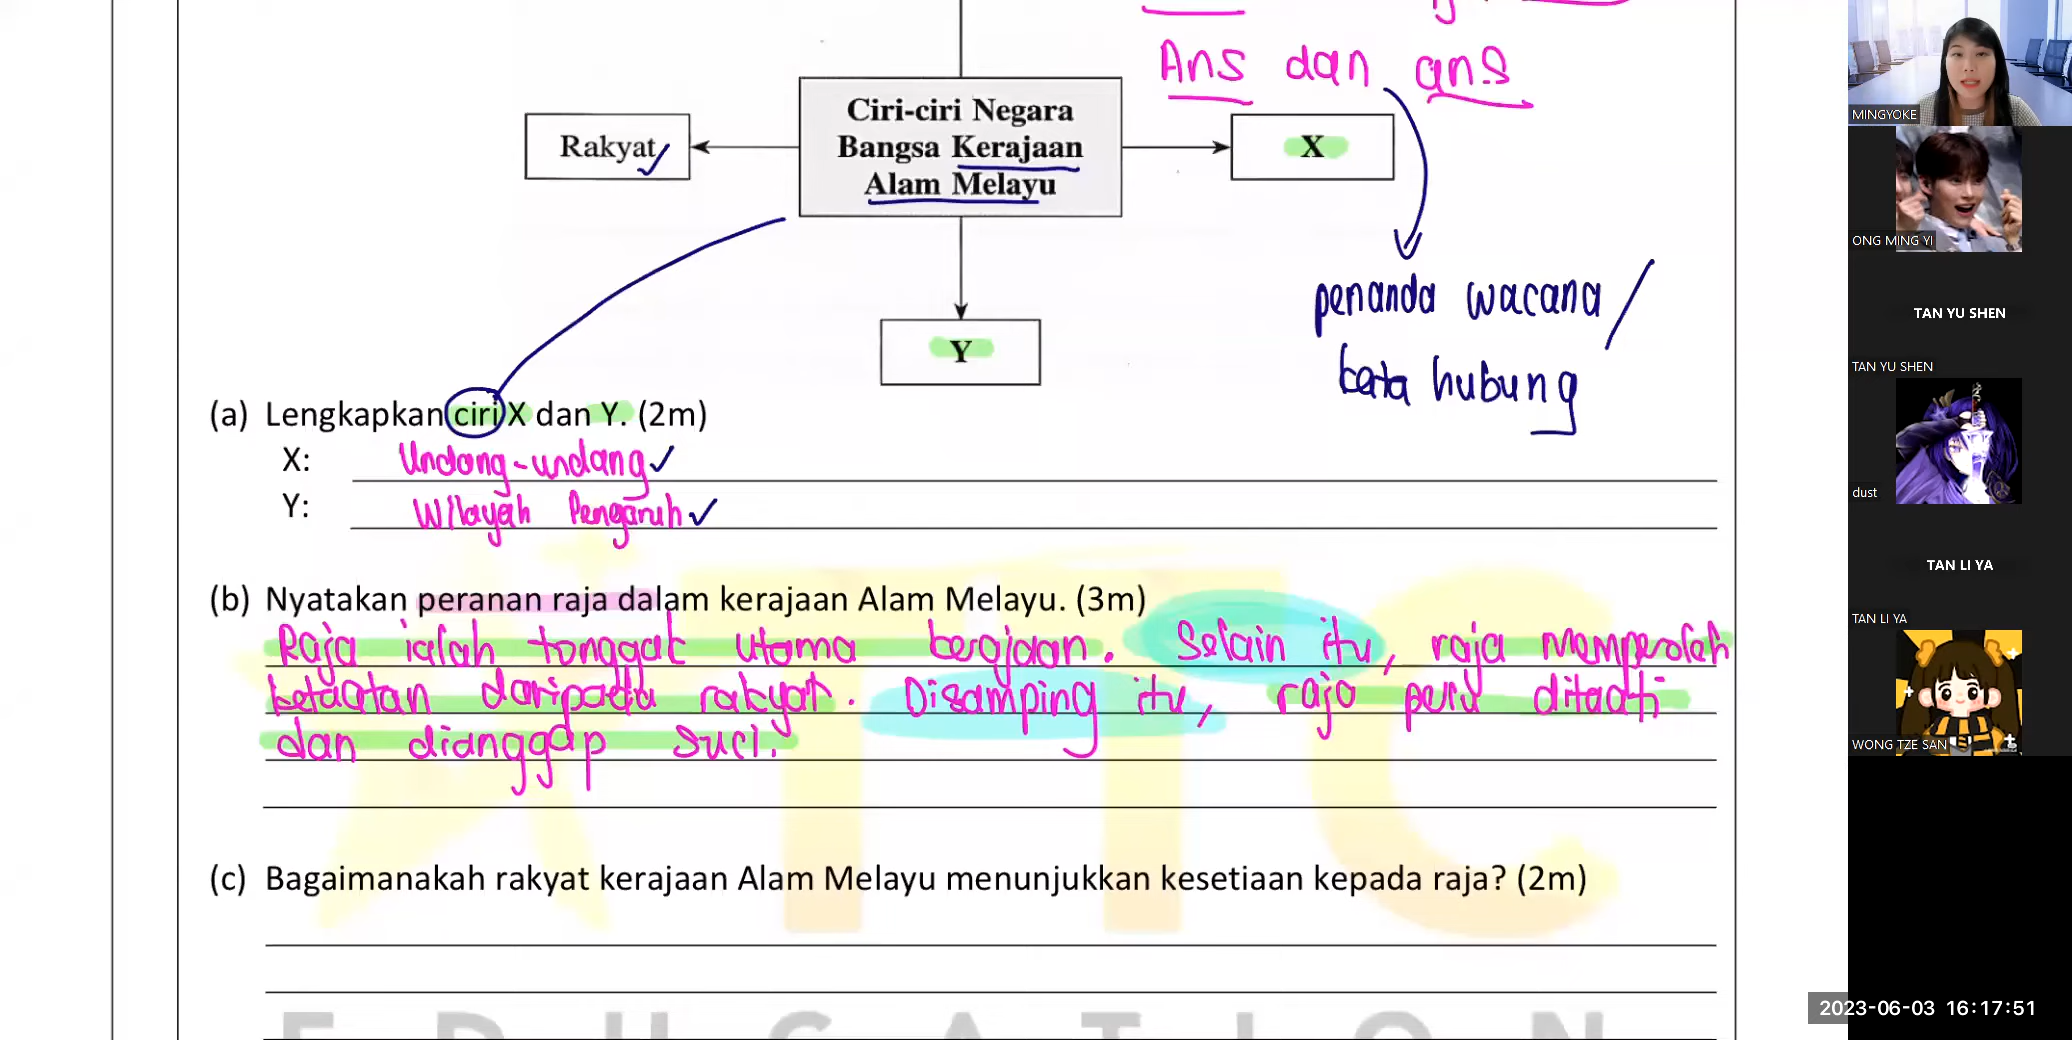 Ans dan ans
Ciri-ciri Negara
Bangsa Kerajaan
Alam Melayu
Rakyat
X
Y
penanda wacana /
kata hubung
(a) Lengkapkan ciri X dan Y. (2m)
X: Undang-undang
Y: Wilayah Pengaruh
(b) Nyatakan peranan raja dalam kerajaan Alam Melayu. (3m)
Raja ialah tonggak utama kerajaan. Selain itu, raja memperoleh
ketaatan daripada rakyat. Disamping itu, raja perlu ditaati
dan dianggap suci.
(c) Bagaimanakah rakyat kerajaan Alam Melayu menunjukkan kesetiaan kepada raja? (2m)
TTC
EDUCATION
MINGYOKE
ONG MING YI
TAN YU SHEN
TAN YU SHEN
dust
TAN LI YA
TAN LI YA
WONG TZE SAN
2023-06-03 16:17:51